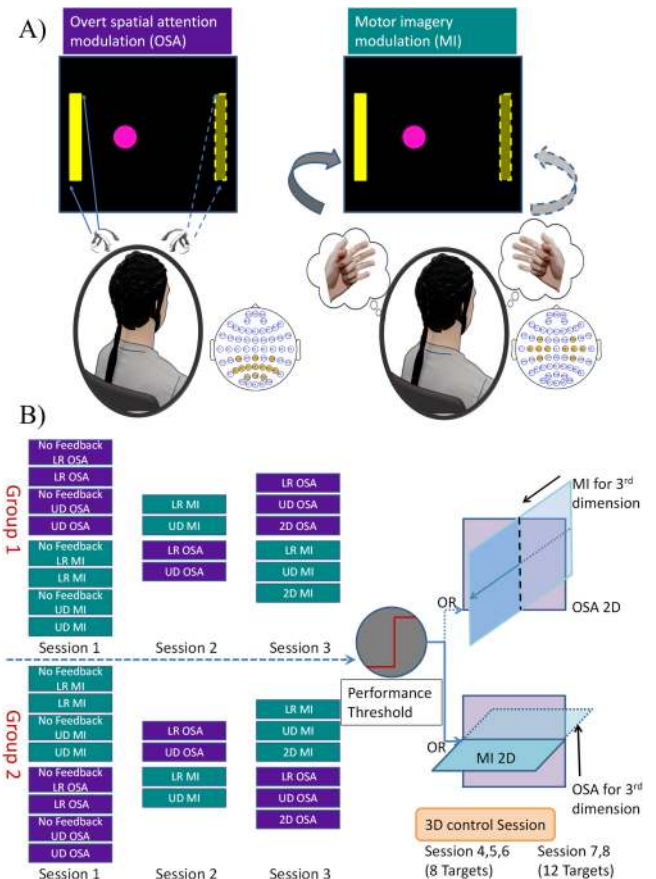 A)
Overt spatial attention
modulation (OSA)
Motor imagery
modulation (MI)
B)
Group 1
No Feedback
LR OSA
LR OSA
No Feedback
UD OSA
UD OSA
No Feedback
LR MI
LR MI
No Feedback
UD MI
UD MI
Session 1
LR MI
UD MI
LR OSA
UD OSA
Session 2
LR OSA
UD OSA
2D OSA
LR MI
UD MI
2D MI
Session 3
Group 2
No Feedback
LR MI
LR MI
No Feedback
UD MI
UD MI
No Feedback
LR OSA
LR OSA
No Feedback
UD OSA
UD OSA
Session 1
LR OSA
UD OSA
LR MI
UD MI
Session 2
LR MI
UD MI
2D MI
LR OSA
UD OSA
2D OSA
Session 3
Performance
Threshold
OR
OR
MI for 3rd
dimension
OSA 2D
MI 2D
OSA for 3rd
dimension
3D control Session
Session 4,5,6
(8 Targets)
Session 7,8
(12 Targets)